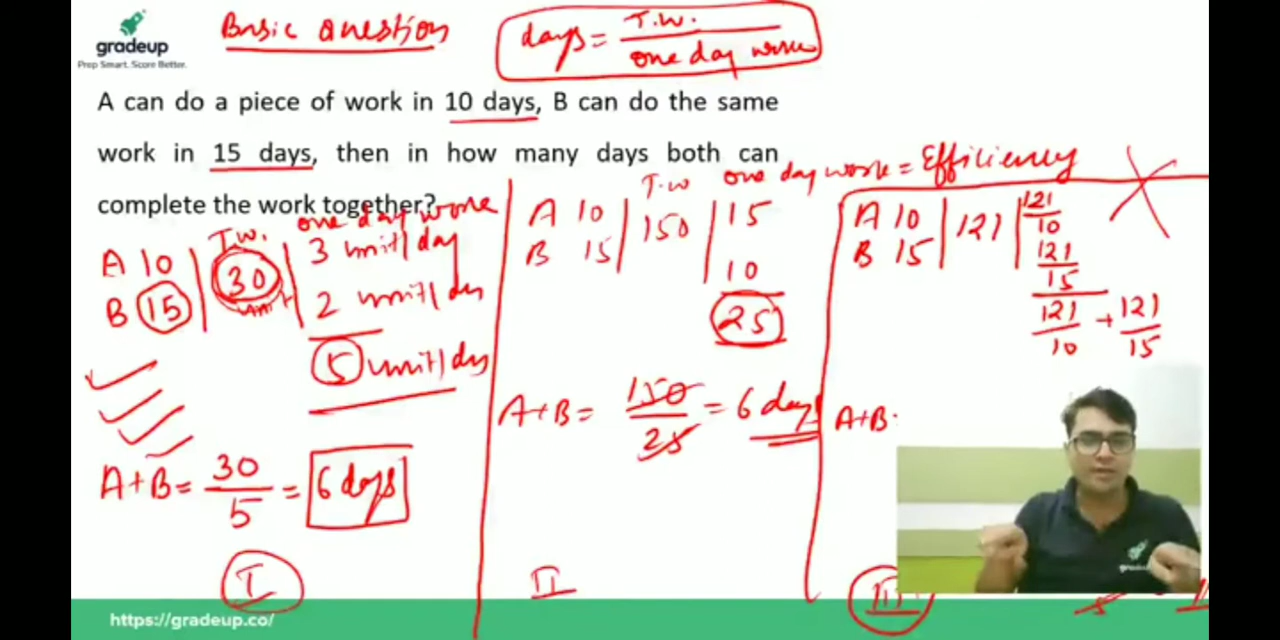 gradeup
Prep Smart. Score Better.
Basic Question
days = T.W. / one day work
A can do a piece of work in 10 days, B can do the same
work in 15 days, then in how many days both can
complete the work together?
A 10
B 15
T.W.
30
unit
one day work
3 unit/day
2 unit/day
5 unit/day
A+B = 30/5 = 6 days
I
one day work = Efficiency
T.W
A 10 | 150 | 15
B 15 | | 10
25
A+B = 150/25 = 6 days
II
A 10 | 121 | 121/10
B 15 | | 121/15
121/10 + 121/15
A+B
III
gradeup
https://gradeup.co/